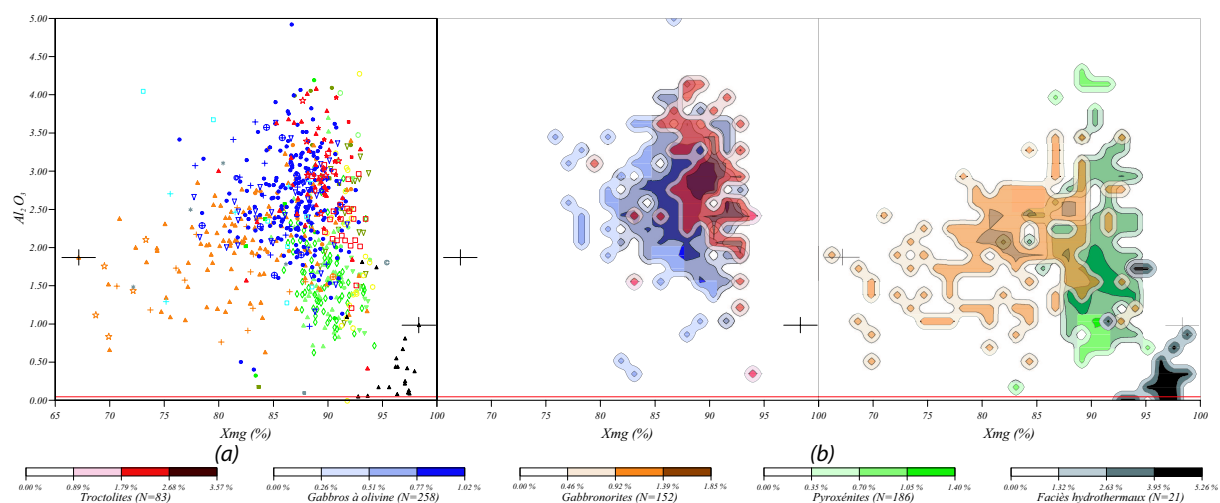 5.00
4.50
4.00
3.50
3.00
2.50
2.00
1.50
1.00
0.50
0.00
Al2O3
65 70 75 80 85 90 95 100
70 75 80 85 90 95 100
70 75 80 85 90 95 100
Xmg (%) Xmg (%) Xmg (%)
(a) (b)
0.00 % 0.89 % 1.79 % 2.68 % 3.57 %
Troctolites (N=83)
0.00 % 0.26 % 0.51 % 0.77 % 1.02 %
Gabbros à olivine (N=258)
0.00 % 0.46 % 0.92 % 1.39 % 1.85 %
Gabbronorites (N=152)
0.00 % 0.35 % 0.70 % 1.05 % 1.40 %
Pyroxénites (N=186)
0.00 % 1.32 % 2.63 % 3.95 % 5.26 %
Faciès hydrothermaux (N=21)